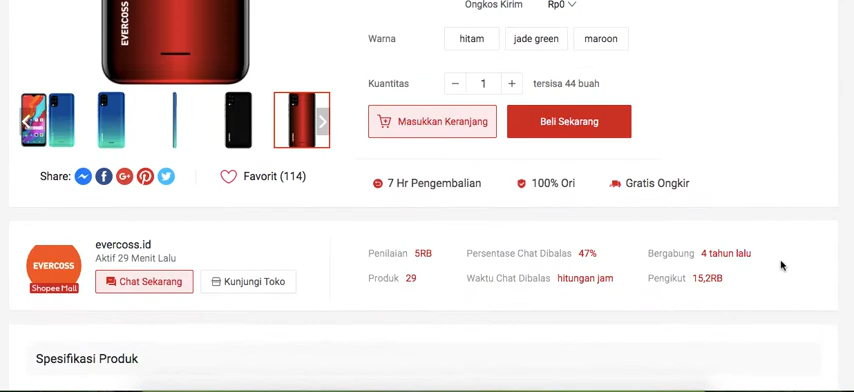 Ongkos Kirim Rp0
EVERCOSS
Warna hitam jade green maroon
Kuantitas − 1 + tersisa 44 buah
Masukkan Keranjang Beli Sekarang
Share: Favorit (114)
7 Hr Pengembalian 100% Ori Gratis Ongkir
evercoss.id
Aktif 29 Menit Lalu
EVERCOSS
Shopee Mall
Chat Sekarang Kunjungi Toko
Penilaian 5RB Persentase Chat Dibalas 47% Bergabung 4 tahun lalu
Produk 29 Waktu Chat Dibalas hitungan jam Pengikut 15,2RB
Spesifikasi Produk